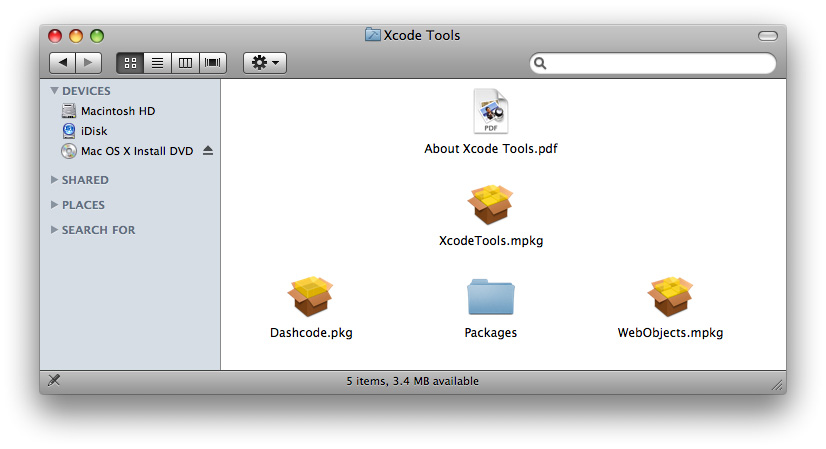 Xcode Tools
DEVICES
Macintosh HD
iDisk
Mac OS X Install DVD
SHARED
PLACES
SEARCH FOR
PDF
About Xcode Tools.pdf
XcodeTools.mpkg
Dashcode.pkg
Packages
WebObjects.mpkg
5 items, 3.4 MB available